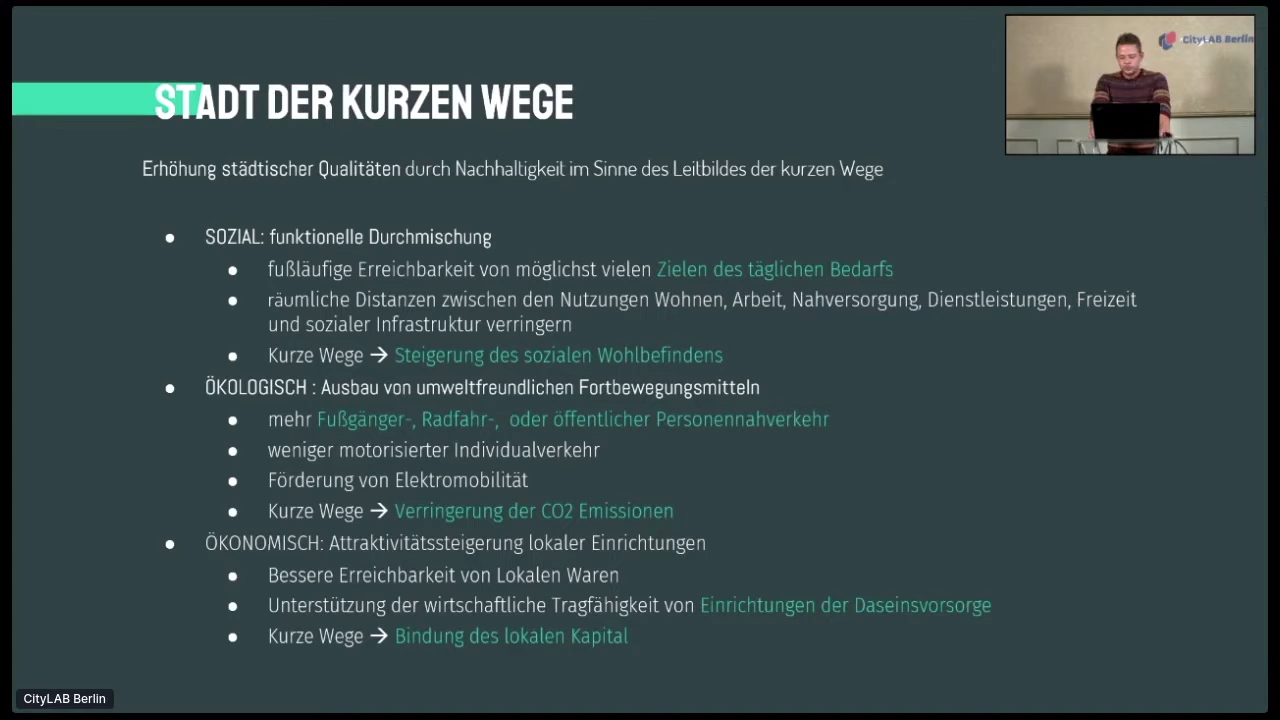 CityLAB Berlin
STADT DER KURZEN WEGE
Erhöhung städtischer Qualitäten durch Nachhaltigkeit im Sinne des Leitbildes der kurzen Wege
● SOZIAL: funktionelle Durchmischung
● fußläufige Erreichbarkeit von möglichst vielen Zielen des täglichen Bedarfs
● räumliche Distanzen zwischen den Nutzungen Wohnen, Arbeit, Nahversorgung, Dienstleistungen, Freizeit
und sozialer Infrastruktur verringern
● Kurze Wege → Steigerung des sozialen Wohlbefindens
● ÖKOLOGISCH : Ausbau von umweltfreundlichen Fortbewegungsmitteln
● mehr Fußgänger-, Radfahr-, oder öffentlicher Personennahverkehr
● weniger motorisierter Individualverkehr
● Förderung von Elektromobilität
● Kurze Wege → Verringerung der CO2 Emissionen
● ÖKONOMISCH: Attraktivitätssteigerung lokaler Einrichtungen
● Bessere Erreichbarkeit von Lokalen Waren
● Unterstützung der wirtschaftliche Tragfähigkeit von Einrichtungen der Daseinsvorsorge
● Kurze Wege → Bindung des lokalen Kapital
CityLAB Berlin